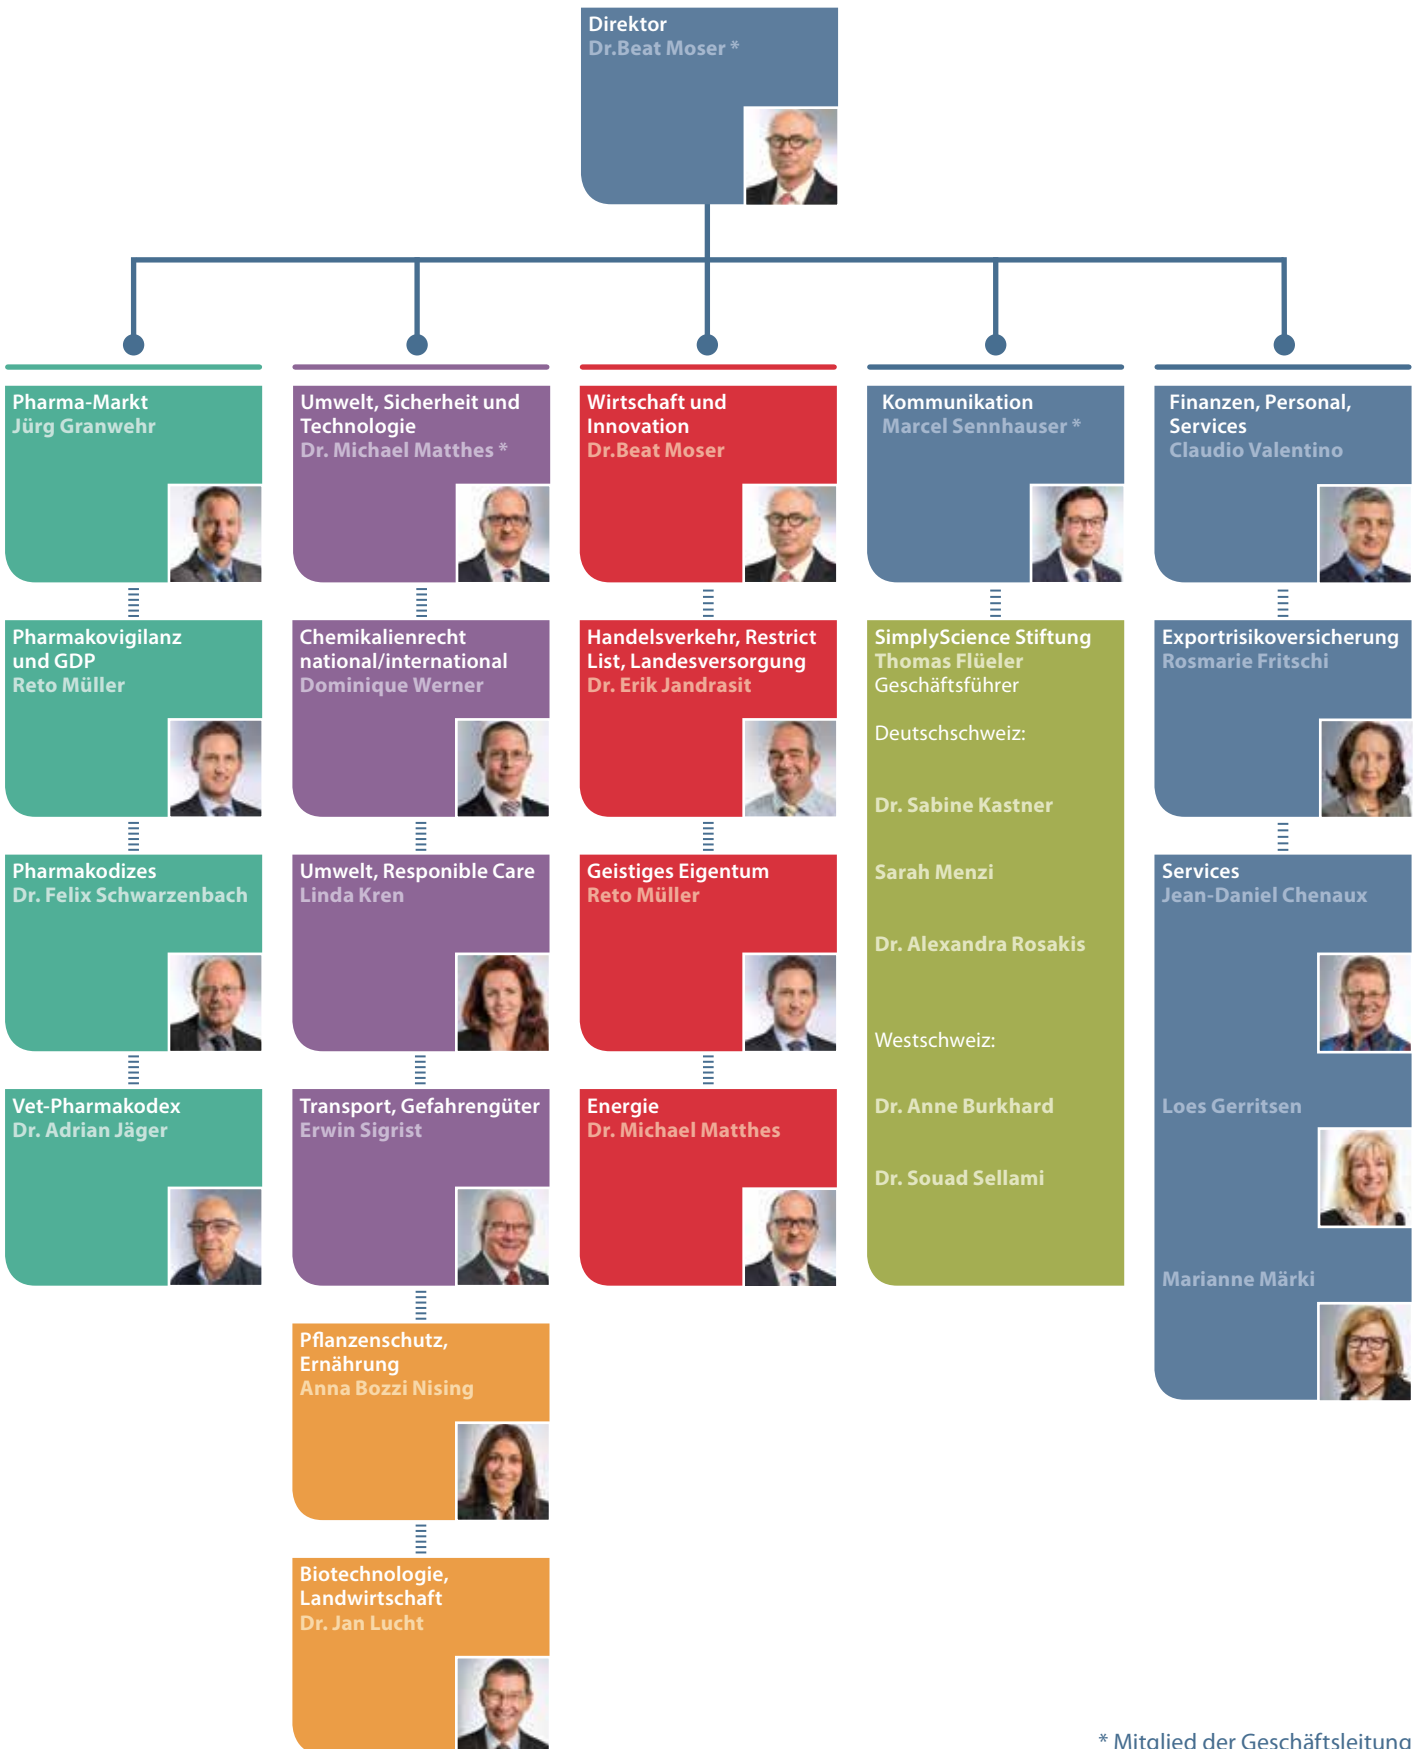 Direktor
Dr.Beat Moser *
Pharma-Markt
Jürg Granwehr
Pharmakovigilanz
und GDP
Reto Müller
Pharmakodizes
Dr. Felix Schwarzenbach
Vet-Pharmakodex
Dr. Adrian Jäger
Umwelt, Sicherheit und
Technologie
Dr. Michael Matthes *
Chemikalienrecht
national/international
Dominique Werner
Umwelt, Responible Care
Linda Kren
Transport, Gefahrengüter
Erwin Sigrist
Pflanzenschutz,
Ernährung
Anna Bozzi Nising
Biotechnologie,
Landwirtschaft
Dr. Jan Lucht
Wirtschaft und
Innovation
Dr.Beat Moser
Handelsverkehr, Restrict
List, Landesversorgung
Dr. Erik Jandrasit
Geistiges Eigentum
Reto Müller
Energie
Dr. Michael Matthes
Kommunikation
Marcel Sennhauser *
SimplyScience Stiftung
Thomas Flüeler
Geschäftsführer
Deutschschweiz:
Dr. Sabine Kastner
Sarah Menzi
Dr. Alexandra Rosakis
Westschweiz:
Dr. Anne Burkhard
Dr. Souad Sellami
Finanzen, Personal,
Services
Claudio Valentino
Exportrisikoversicherung
Rosmarie Fritschi
Services
Jean-Daniel Chenaux
Loes Gerritsen
Marianne Märki
* Mitglied der Geschäftsleitung